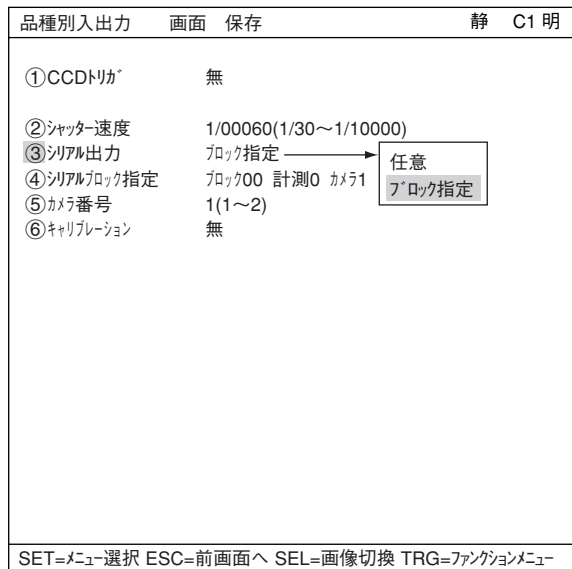 品種別入出力 画面 保存 静 C1 明
①CCDﾄﾘｶﾞ 無
②ｼｬｯﾀｰ速度 1/00060(1/30～1/10000)
③ｼﾘｱﾙ出力 ﾌﾞﾛｯｸ指定
任意
ﾌﾞﾛｯｸ指定
④ｼﾘｱﾙﾌﾞﾛｯｸ指定 ﾌﾞﾛｯｸ00 計測0 ｶﾒﾗ1
⑤ｶﾒﾗ番号 1(1～2)
⑥ｷｬﾘﾌﾞﾚｰｼｮﾝ 無
SET=ﾒﾆｭｰ選択 ESC=前画面へ SEL=画像切換 TRG=ﾌｧﾝｸｼｮﾝﾒﾆｭｰ